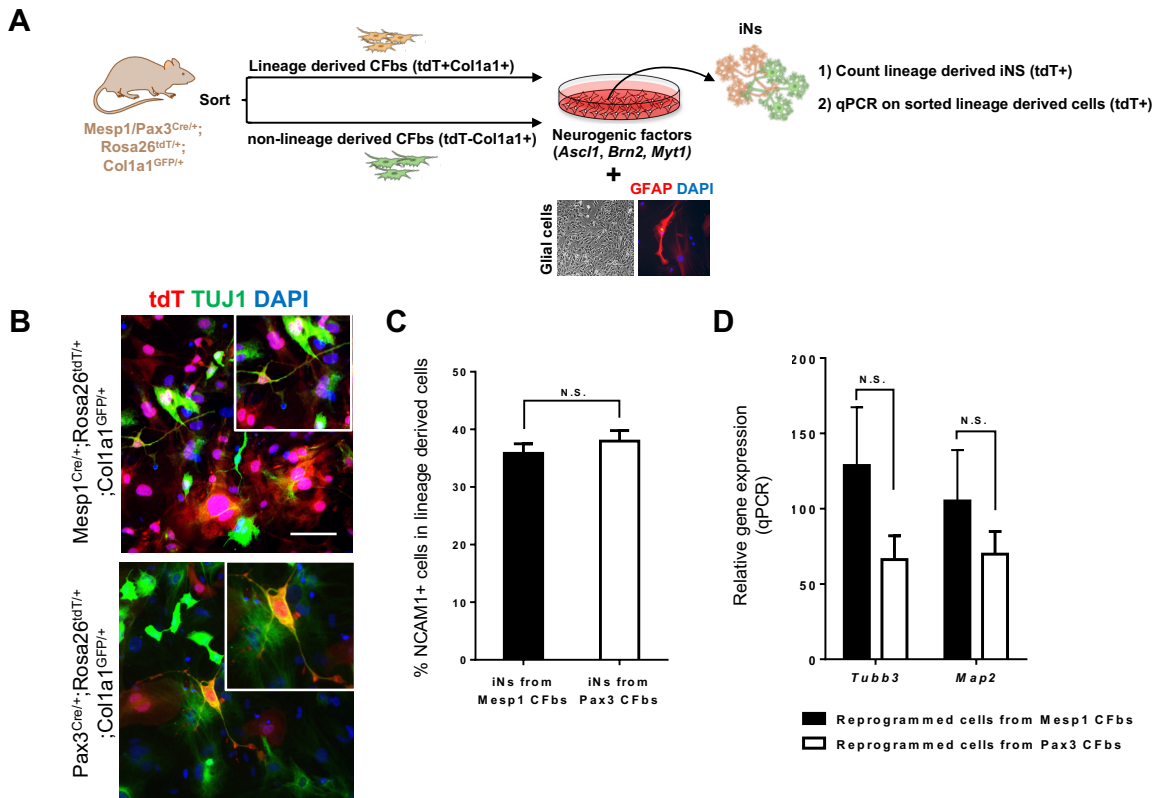 A
Lineage derived CFbs (tdT+Col1a1+)
Sort
non-lineage derived CFbs (tdT-Col1a1+)
Mesp1/Pax3Cre/+;
Rosa26tdT/+;
Col1a1GFP/+
Neurogenic factors
(Ascl1, Brn2, Myt1)
+
GFAP DAPI
Glial cells
iNs
1) Count lineage derived iNS (tdT+)
2) qPCR on sorted lineage derived cells (tdT+)
B
tdT TUJ1 DAPI
Mesp1Cre/+;Rosa26tdT/+
;Col1a1GFP/+
Pax3Cre/+;Rosa26tdT/+
;Col1a1GFP/+
C
% NCAM1+ cells in lineage derived cells
50
40
30
20
10
0
N.S.
iNs from
Mesp1 CFbs
iNs from
Pax3 CFbs
D
Relative gene expression
(qPCR)
200
150
100
50
0
N.S.
N.S.
Tubb3
Map2
Reprogrammed cells from Mesp1 CFbs
Reprogrammed cells from Pax3 CFbs